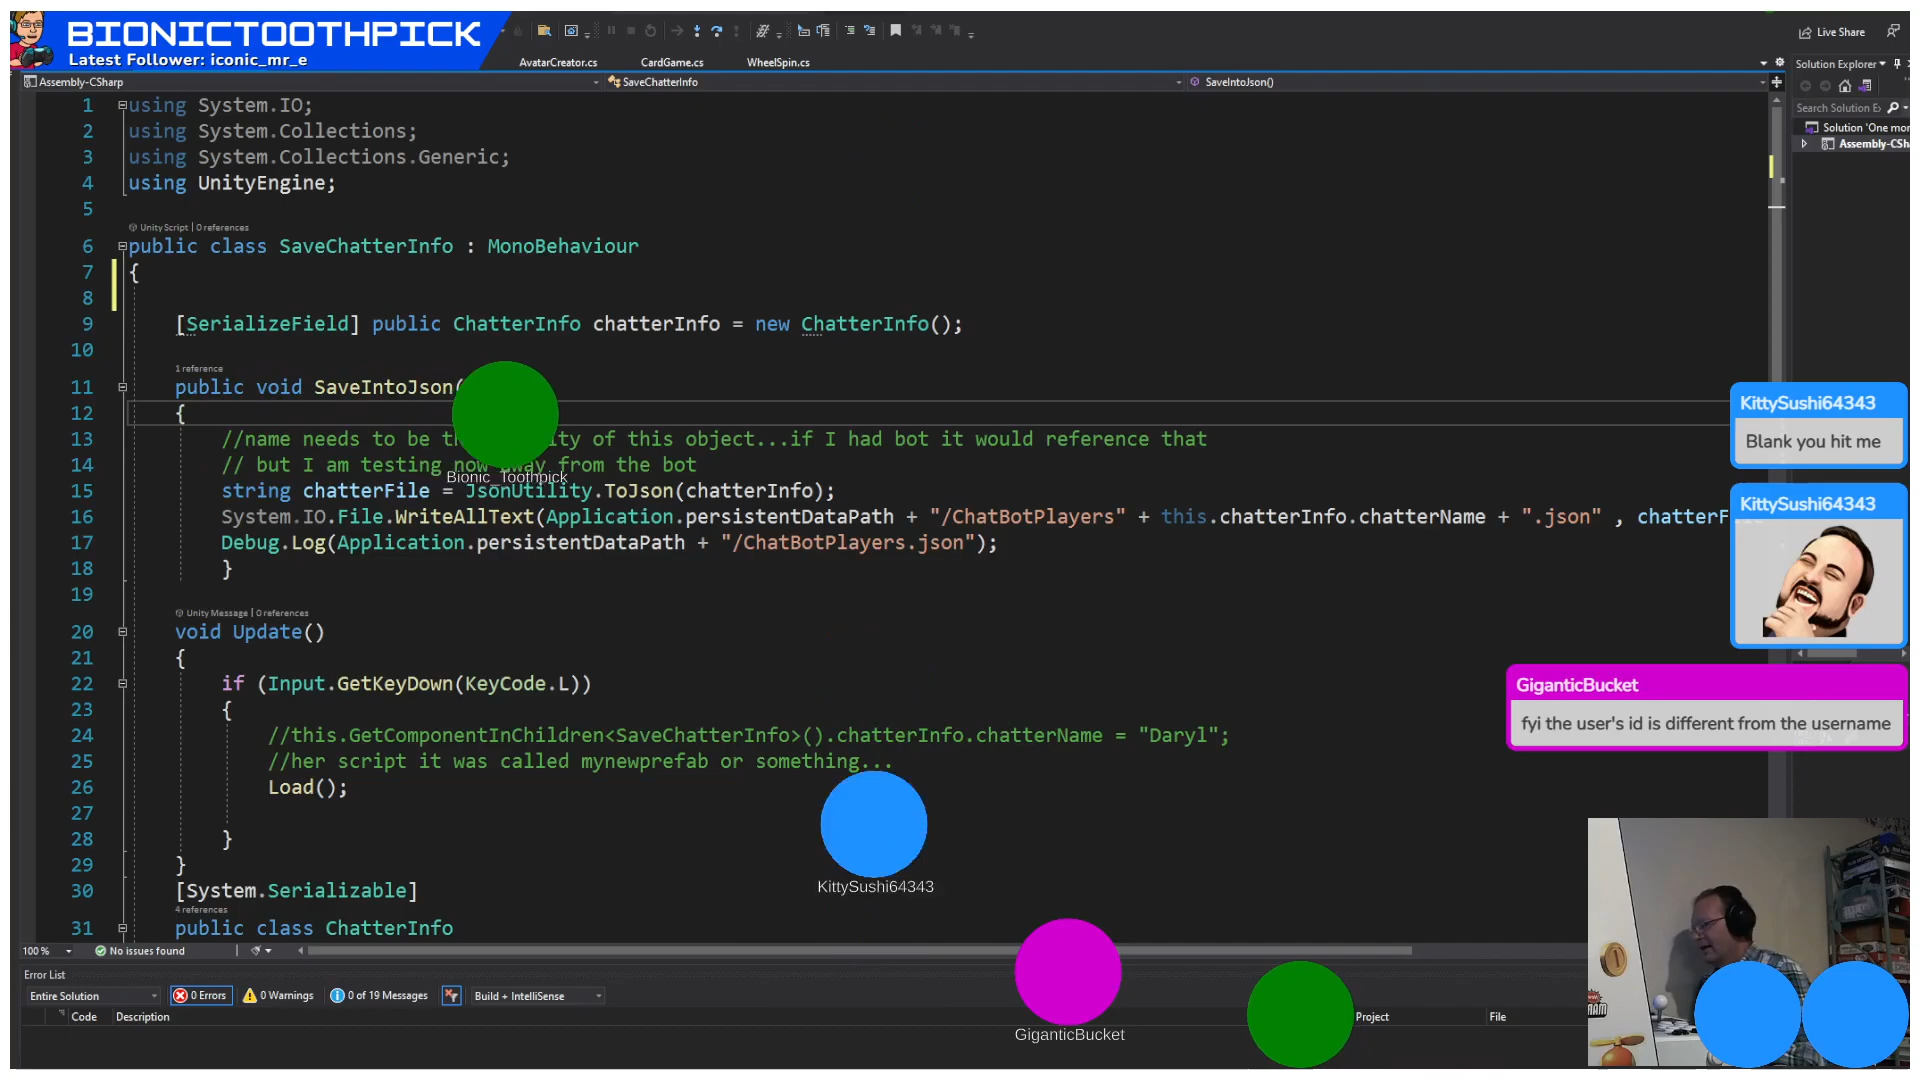 BIONICTOOTHPICK
Latest Follower: iconic_mr_e
Live Share
AvatarCreator.cs
CardGame.cs
WheelSpin.cs
Solution Explorer
Assembly-CSharp
SaveChatterInfo
SaveIntoJson()
Search Solution Ex
Solution 'One mor
Assembly-CSh
1 using System.IO;
2 using System.Collections;
3 using System.Collections.Generic;
4 using UnityEngine;
5
Unity Script | 0 references
6 public class SaveChatterInfo : MonoBehaviour
7 {
8
9 [SerializeField] public ChatterInfo chatterInfo = new ChatterInfo();
10
1 reference
11 public void SaveIntoJson(
12 {
13 //name needs to be th ity of this object...if I had bot it would reference that
14 // but I am testing now away from the bot
Bionic_Toothpick
15 string chatterFile = JsonUtility.ToJson(chatterInfo);
16 System.IO.File.WriteAllText(Application.persistentDataPath + "/ChatBotPlayers" + this.chatterInfo.chatterName + ".json" , chatterF
17 Debug.Log(Application.persistentDataPath + "/ChatBotPlayers.json");
18 }
19
Unity Message | 0 references
20 void Update()
21 {
22 if (Input.GetKeyDown(KeyCode.L))
23 {
24 //this.GetComponentInChildren<SaveChatterInfo>().chatterInfo.chatterName = "Daryl";
25 //her script it was called mynewprefab or something...
26 Load();
27
28 }
29 }
30 [System.Serializable]
4 references
31 public class ChatterInfo
KittySushi64343
Blank you hit me
KittySushi64343
GiganticBucket
fyi the user's id is different from the username
KittySushi64343
GiganticBucket
100 %
No issues found
Error List
Entire Solution
0 Errors
0 Warnings
0 of 19 Messages
Build + IntelliSense
Code
Description
Project
File